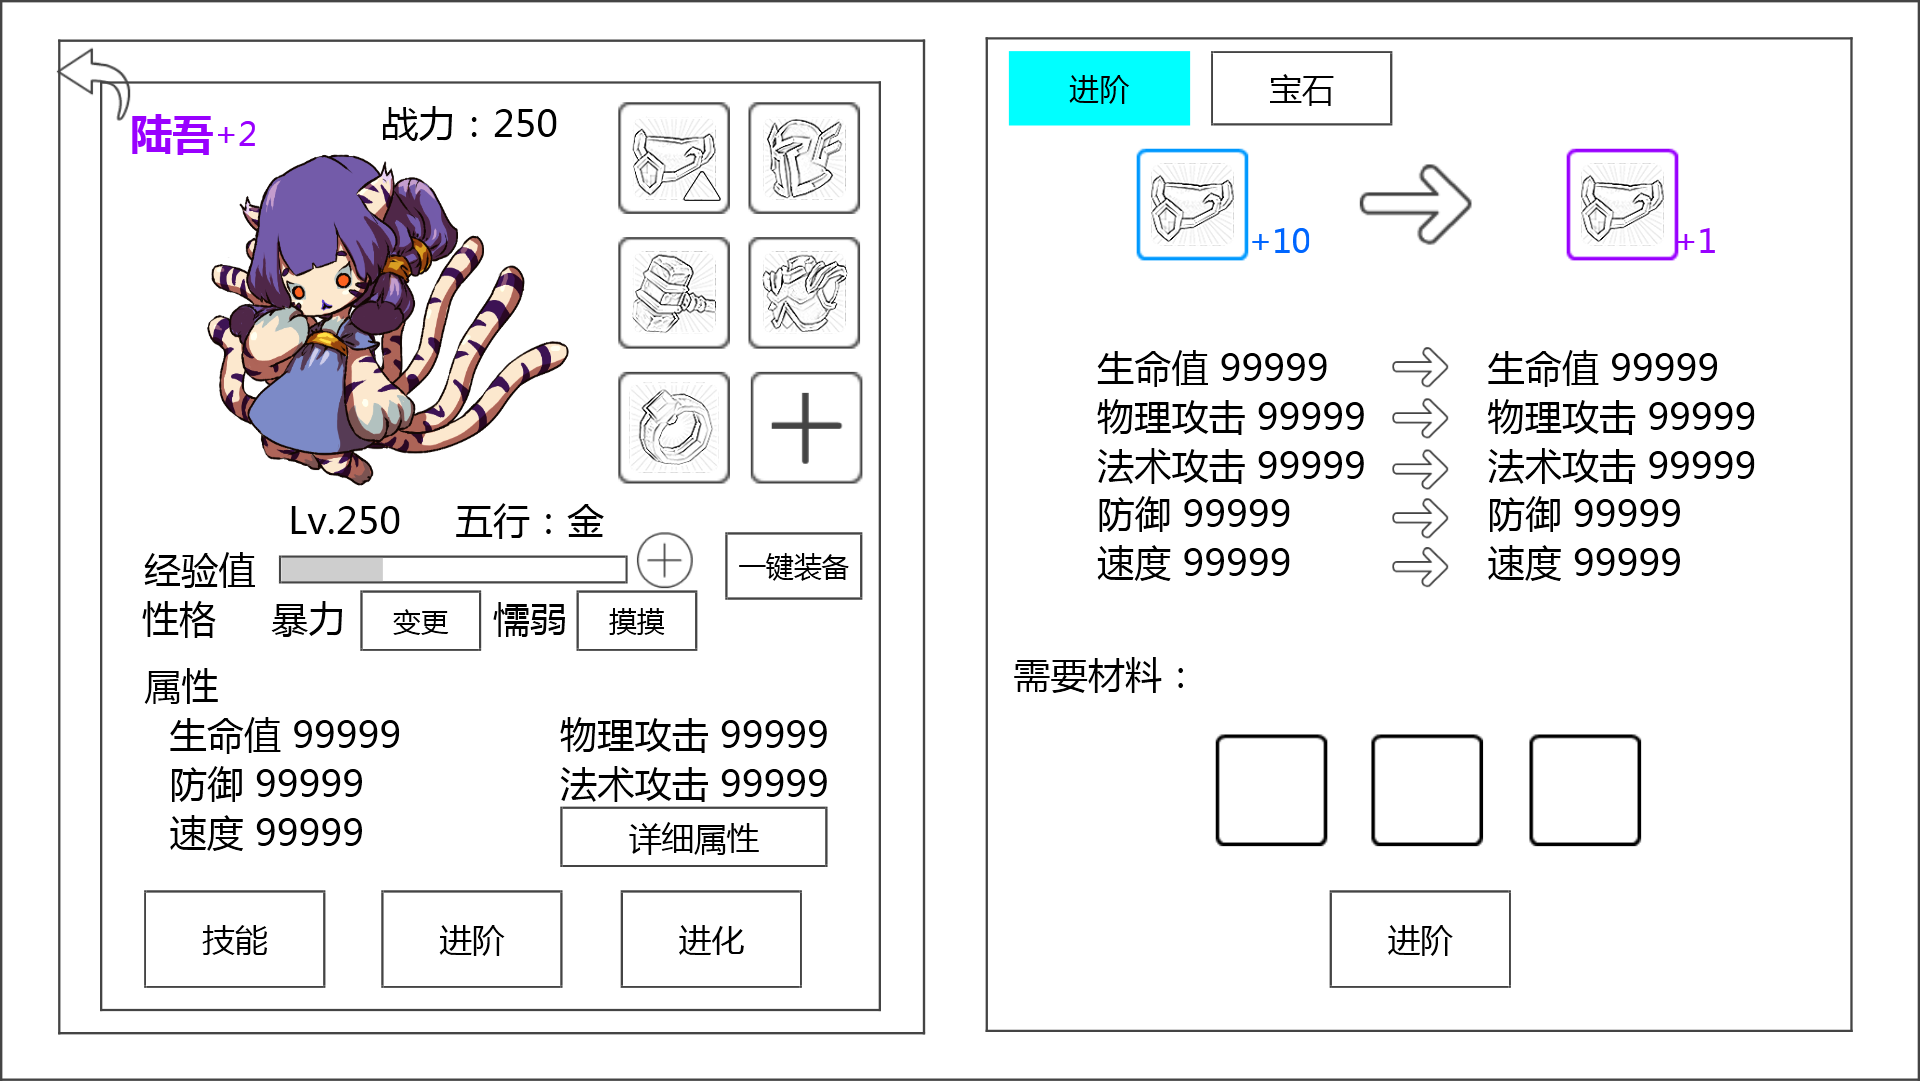 陆吾+2
战力：250
Lv.250 五行：金
经验值
一键装备
性格 暴力 变更 懦弱 摸摸
属性
生命值 99999 物理攻击 99999
防御 99999 法术攻击 99999
速度 99999 详细属性
技能 进阶 进化
进阶 宝石
+10 +1
生命值 99999 生命值 99999
物理攻击 99999 物理攻击 99999
法术攻击 99999 法术攻击 99999
防御 99999 防御 99999
速度 99999 速度 99999
需要材料：
进阶